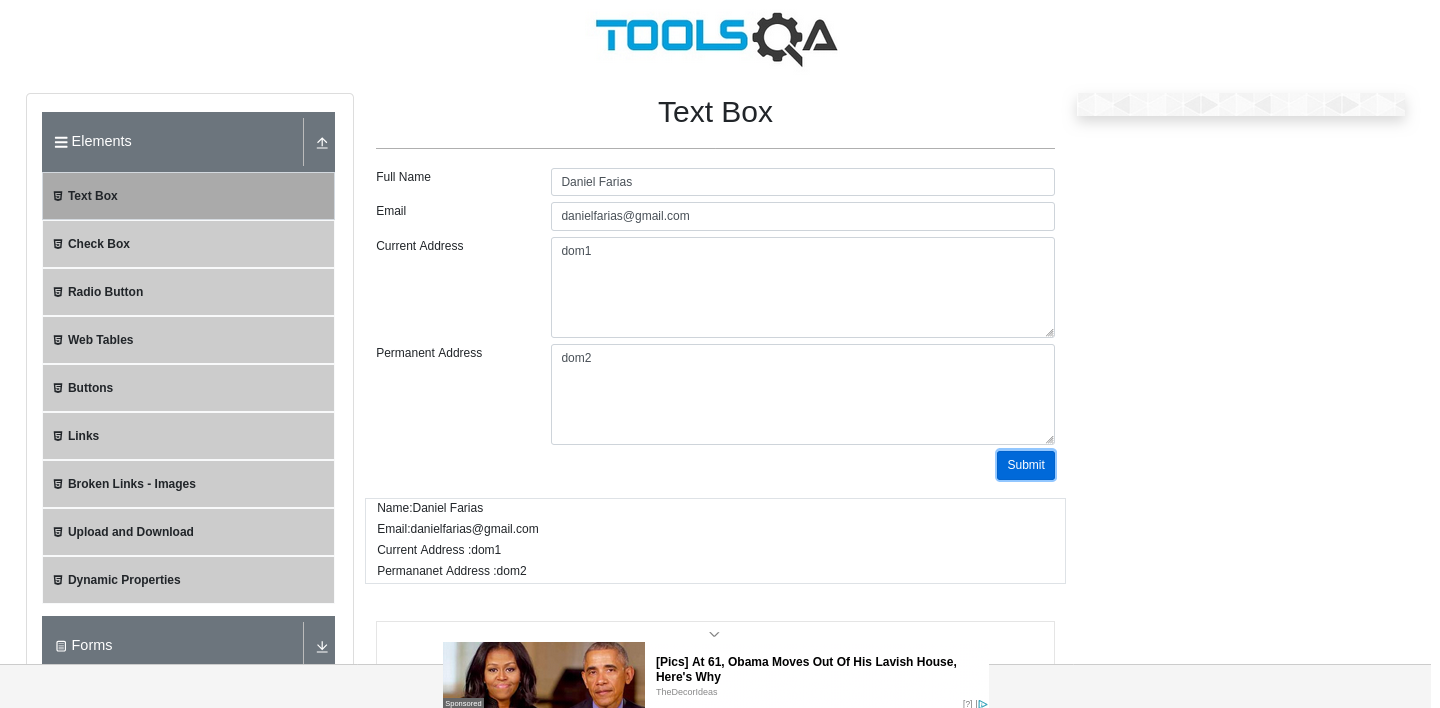 TOOLSQA
Elements
Text Box
Check Box
Radio Button
Web Tables
Buttons
Links
Broken Links - Images
Upload and Download
Dynamic Properties
Forms
Text Box
Full Name
Daniel Farias
Email
danielfarias@gmail.com
Current Address
dom1
Permanent Address
dom2
Submit
Name:Daniel Farias
Email:danielfarias@gmail.com
Current Address :dom1
Permananet Address :dom2
Sponsored
[Pics] At 61, Obama Moves Out Of His Lavish House,
Here's Why
TheDecorIdeas
[?]